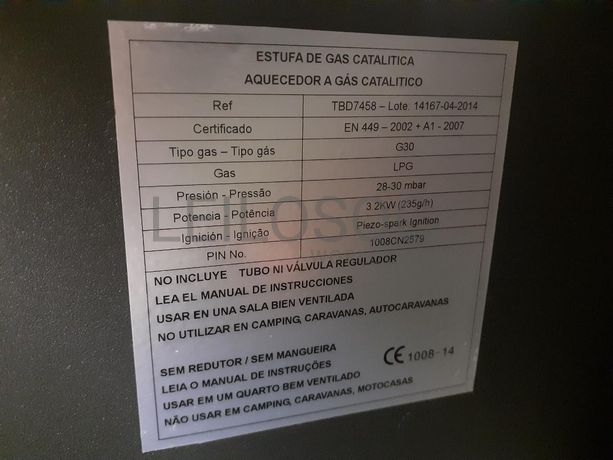 ESTUFA DE GAS CATALITICA
AQUECEDOR A GÁS CATALITICO
Ref TBD7458 – Lote: 14167-04-2014
Certificado EN 449 – 2002 + A1 - 2007
Tipo gas – Tipo gás G30
Gas LPG
Presión - Pressão 28-30 mbar
Potencia - Potência 3.2KW (235g/h)
Ignición - Ignição Piezo-spark Ignition
PIN No. 1008CN2579
NO INCLUYE TUBO NI VÁLVULA REGULADOR
LEA EL MANUAL DE INSTRUCCIONES
USAR EN UNA SALA BIEN VENTILADA
NO UTILIZAR EN CAMPING, CARAVANAS, AUTOCARAVANAS
SEM REDUTOR / SEM MANGUEIRA
LEIA O MANUAL DE INSTRUÇÕES
USAR EM UM QUARTO BEM VENTILADO
NÃO USAR EM CAMPING, CARAVANAS, MOTOCASAS
CE 1008-14